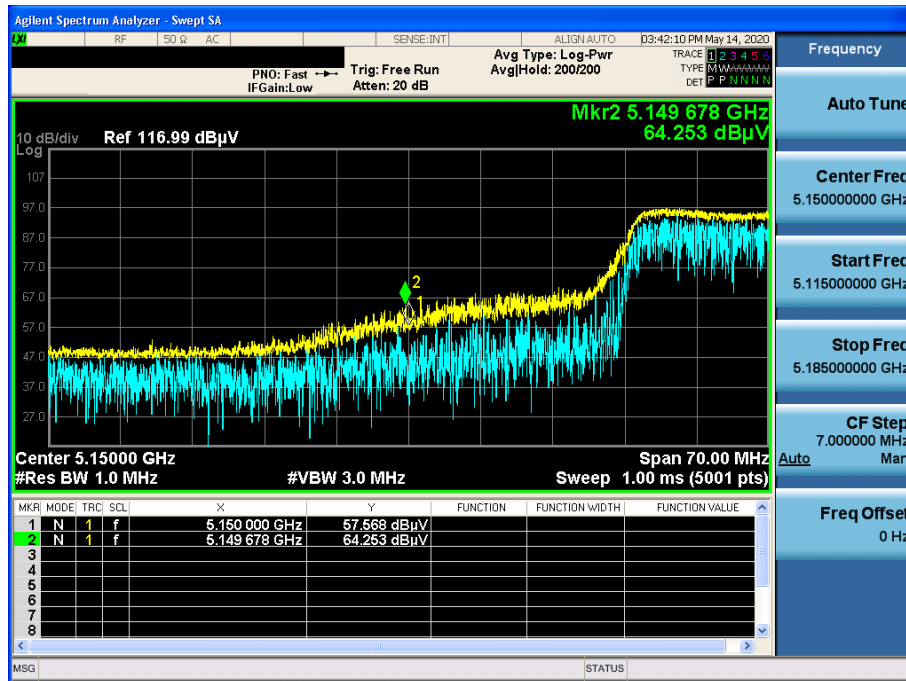 Agilent Spectrum Analyzer - Swept SA
LXI RF 50 Ω AC SENSE:INT ALIGN AUTO 03:42:10 PM May 14, 2020
Frequency
PNO: Fast Trig: Free Run Avg Type: Log-Pwr TRACE 1 2 3 4 5 6
IFGain:Low Atten: 20 dB Avg|Hold: 200/200 TYPE M W W W W W
DET P P N N N N
Auto Tune
Mkr2 5.149 678 GHz
64.253 dBµV
10 dB/div Ref 116.99 dBµV
Log
107
97.0
87.0
77.0
67.0
57.0
47.0
37.0
27.0
2
1
Center Freq
5.150000000 GHz
Start Freq
5.115000000 GHz
Stop Freq
5.185000000 GHz
CF Step
7.000000 MHz
Auto Man
Freq Offset
0 Hz
Center 5.15000 GHz Span 70.00 MHz
#Res BW 1.0 MHz #VBW 3.0 MHz Sweep 1.00 ms (5001 pts)
MKR MODE TRC SCL X Y FUNCTION FUNCTION WIDTH FUNCTION VALUE
1 N 1 f 5.150 000 GHz 57.568 dBµV
2 N 1 f 5.149 678 GHz 64.253 dBµV
3
4
5
6
7
8
MSG STATUS